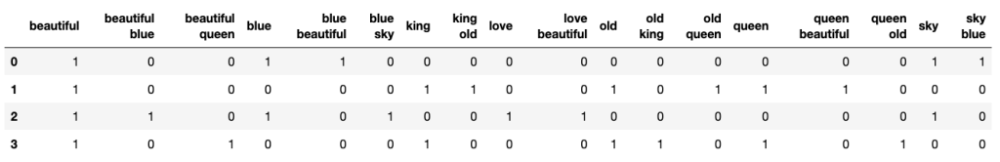 beautiful beautiful blue beautiful queen blue blue beautiful blue sky king king old love love beautiful old old king old queen queen queen beautiful queen old sky sky blue
0 1 0 0 1 1 0 0 0 0 0 0 0 0 0 0 0 1 1
1 1 0 0 0 0 0 1 1 0 0 1 0 1 1 1 0 0 0
2 1 1 0 1 0 1 0 0 1 1 0 0 0 0 0 0 1 0
3 1 0 1 0 0 0 1 0 0 0 1 1 0 1 0 1 0 0